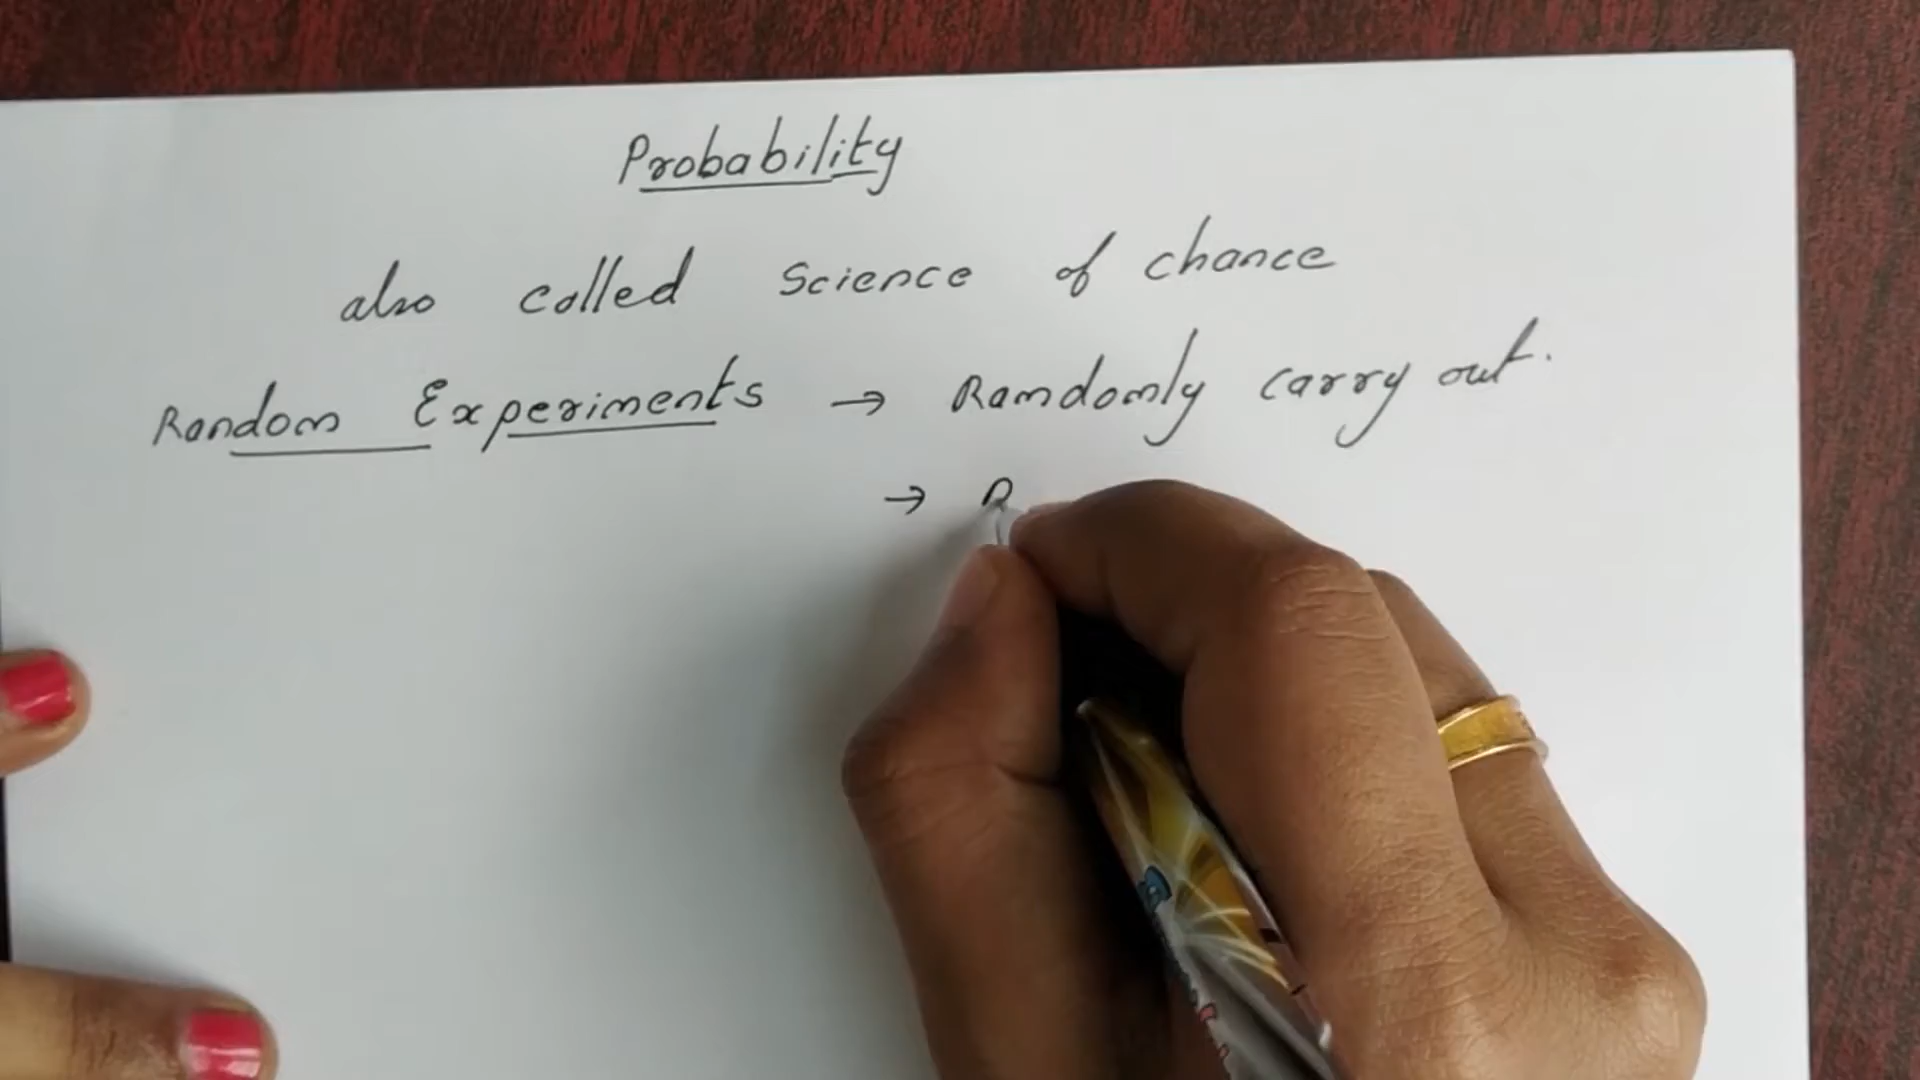 Probability
also called Science of chance
Random Experiments → Randomly carry out.
→